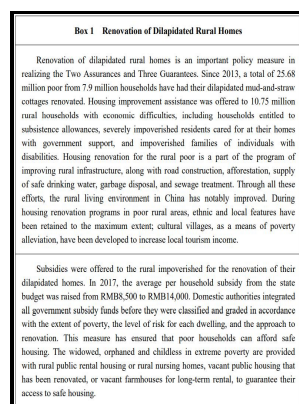 Box 1 Renovation of Dilapidated Rural Homes
Renovation of dilapidated rural homes is an important policy measure in
realizing the Two Assurances and Three Guarantees. Since 2013, a total of 25.68
million poor from 7.9 million households have had their dilapidated mud-and-straw
cottages renovated. Housing improvement assistance was offered to 10.75 million
rural households with economic difficulties, including households entitled to
subsistence allowances, severely impoverished residents cared for at their homes
with government support, and impoverished families of individuals with
disabilities. Housing renovation for the rural poor is a part of the program of
improving rural infrastructure, along with road construction, afforestation, supply
of safe drinking water, garbage disposal, and sewage treatment. Through all these
efforts, the rural living environment in China has notably improved. During
housing renovation programs in poor rural areas, ethnic and local features have
been retained to the maximum extent; cultural villages, as a means of poverty
alleviation, have been developed to increase local tourism income.
Subsidies were offered to the rural impoverished for the renovation of their
dilapidated homes. In 2017, the average per household subsidy from the state
budget was raised from RMB8,500 to RMB14,000. Domestic authorities integrated
all government subsidy funds before they were classified and graded in accordance
with the extent of poverty, the level of risk for each dwelling, and the approach to
renovation. This measure has ensured that poor households can afford safe
housing. The widowed, orphaned and childless in extreme poverty are provided
with rural public rental housing or rural nursing homes, vacant public housing that
has been renovated, or vacant farmhouses for long-term rental, to guarantee their
access to safe housing.